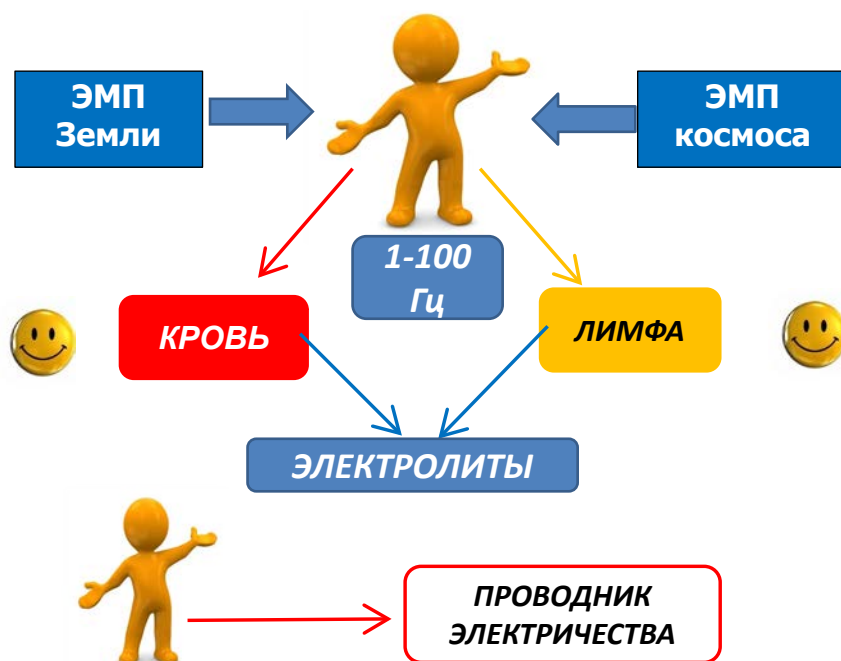 ЭМП
Земли
ЭМП
космоса
1-100
Гц
КРОВЬ
ЛИМФА
ЭЛЕКТРОЛИТЫ
ПРОВОДНИК
ЭЛЕКТРИЧЕСТВА